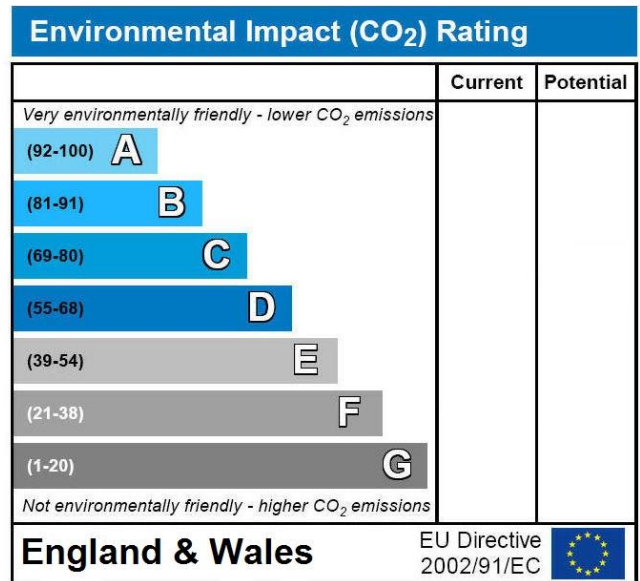 Environmental Impact (CO₂) Rating
Current Potential
Very environmentally friendly - lower CO₂ emissions
(92-100) A
(81-91) B
(69-80) C
(55-68) D
(39-54) E
(21-38) F
(1-20) G
Not environmentally friendly - higher CO₂ emissions
England & Wales
EU Directive
2002/91/EC